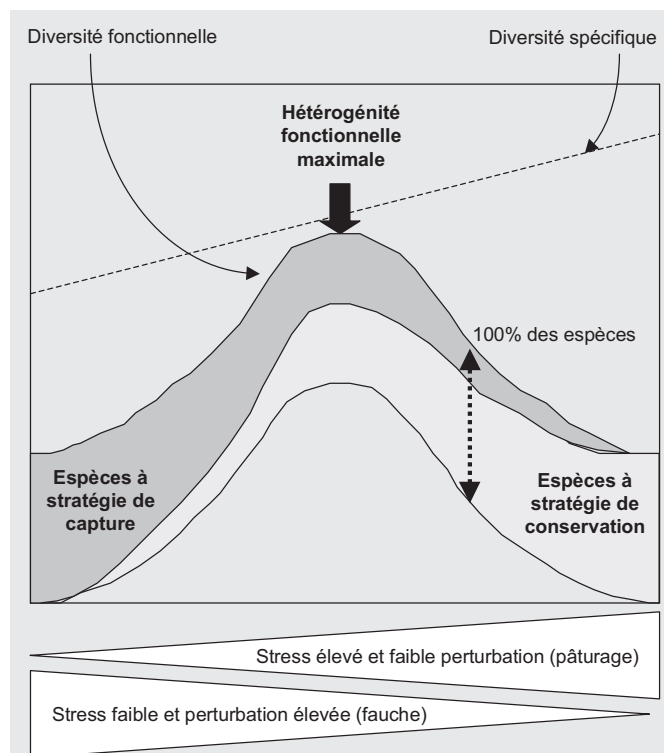 Diversité fonctionnelle
Diversité spécifique
Hétérogénité
fonctionnelle
maximale
100% des espèces
Espèces à
stratégie de
capture
Espèces à
stratégie de
conservation
Stress élevé et faible perturbation (pâturage)
Stress faible et perturbation élevée (fauche)